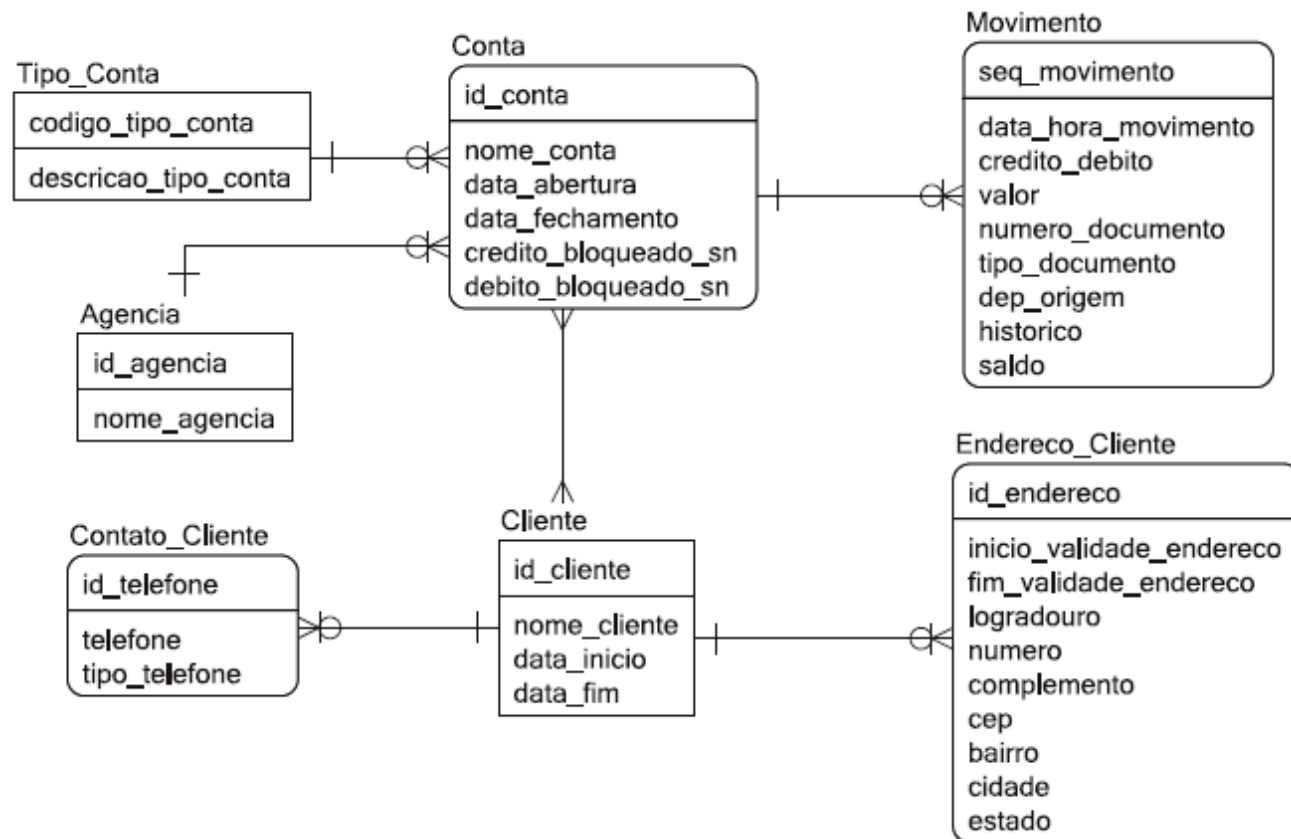 Tipo_Conta
codigo_tipo_conta
descricao_tipo_conta
Conta
id_conta
nome_conta
data_abertura
data_fechamento
credito_bloqueado_sn
debito_bloqueado_sn
Movimento
seq_movimento
data_hora_movimento
credito_debito
valor
numero_documento
tipo_documento
dep_origem
historico
saldo
Agencia
id_agencia
nome_agencia
Contato_Cliente
id_telefone
telefone
tipo_telefone
Cliente
id_cliente
nome_cliente
data_inicio
data_fim
Endereco_Cliente
id_endereco
inicio_validade_endereco
fim_validade_endereco
logradouro
numero
complemento
cep
bairro
cidade
estado